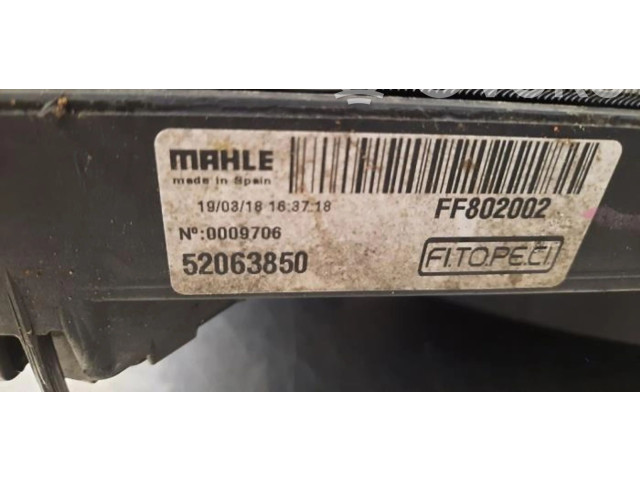 MAHLE
made in Spain
19/03/18 16:37:18
FF802002
Nº:0009706
52063850
FI.TO.PE.CI